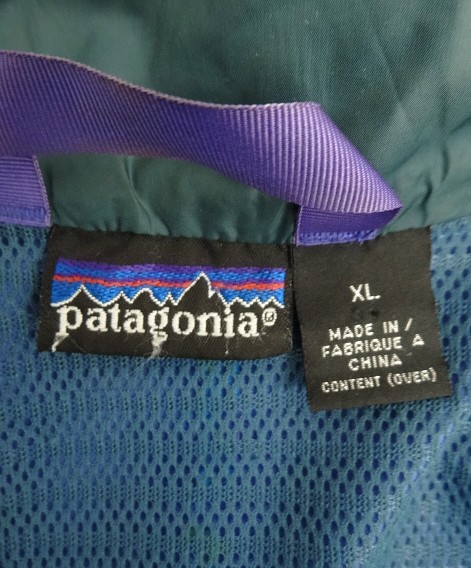 patagonia®
XL
MADE IN /
FABRIQUE A
CHINA
CONTENT (OVER)